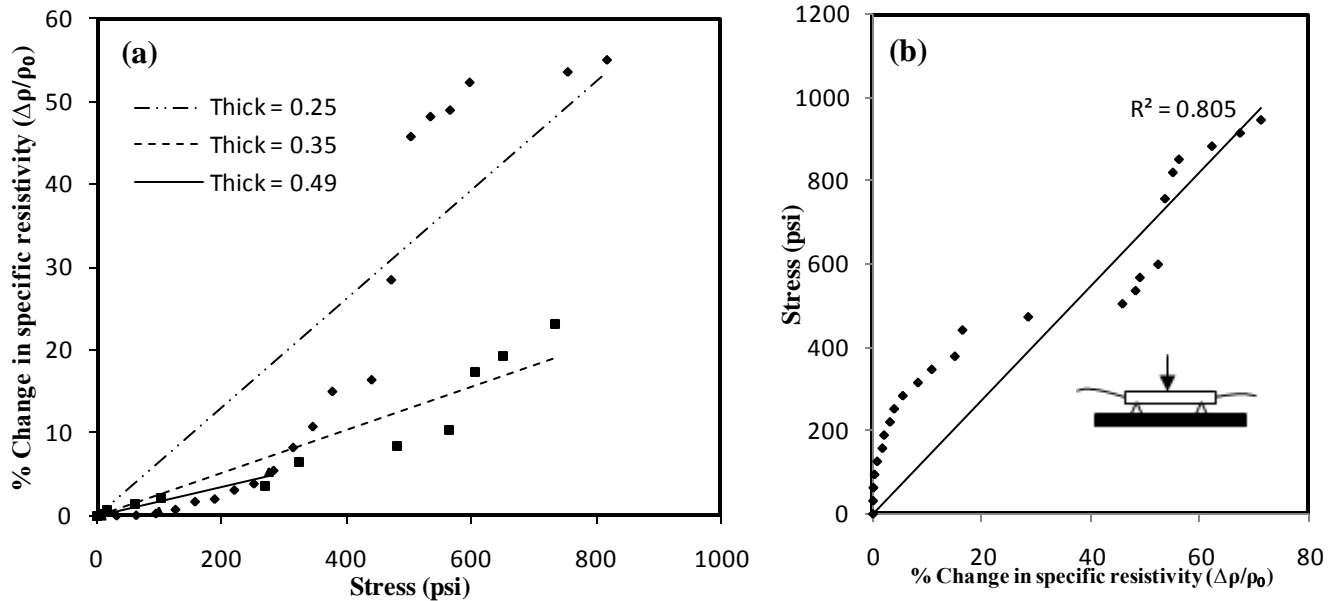 (a)
% Change in specific resistivity (Δρ/ρ₀)
60
50
40
30
20
10
0
Thick = 0.25
Thick = 0.35
Thick = 0.49
0 200 400 600 800 1000
Stress (psi)
(b)
Stress (psi)
1200
1000
800
600
400
200
0
R² = 0.805
0 20 40 60 80
% Change in specific resistivity (Δρ/ρ₀)